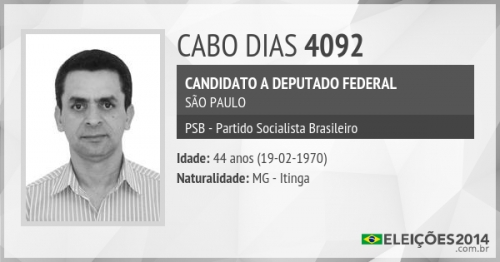 CABO DIAS 4092
CANDIDATO A DEPUTADO FEDERAL
SÃO PAULO
PSB - Partido Socialista Brasileiro
Idade: 44 anos (19-02-1970)
Naturalidade: MG - Itinga
ELEIÇÕES2014
.com.br